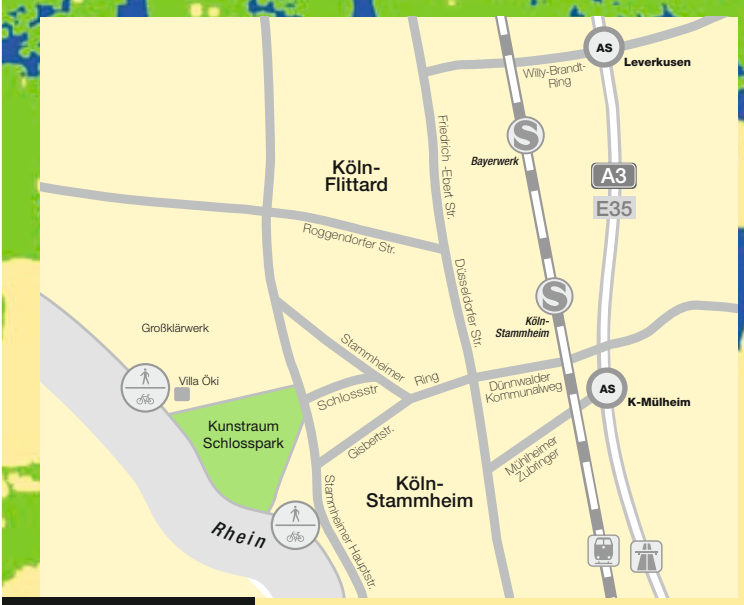 AS
Leverkusen
Willy-Brandt-
Ring
Friedrich -Ebert Str.
S
Bayerwerk
Köln-
Flittard
A3
E35
Roggendorfer Str.
Düsseldorfer Str.
S
Köln-
Stammheim
Großklärwerk
Stammheimer
Ring
Villa Öki
Schlossstr
Dünnwalder
Kommunalweg
AS
K-Mülheim
Kunstraum
Schlosspark
Gisbertstr.
Mühlheimer
Zubringer
Köln-
Stammheim
Stammheimer Hauptstr.
Rhein